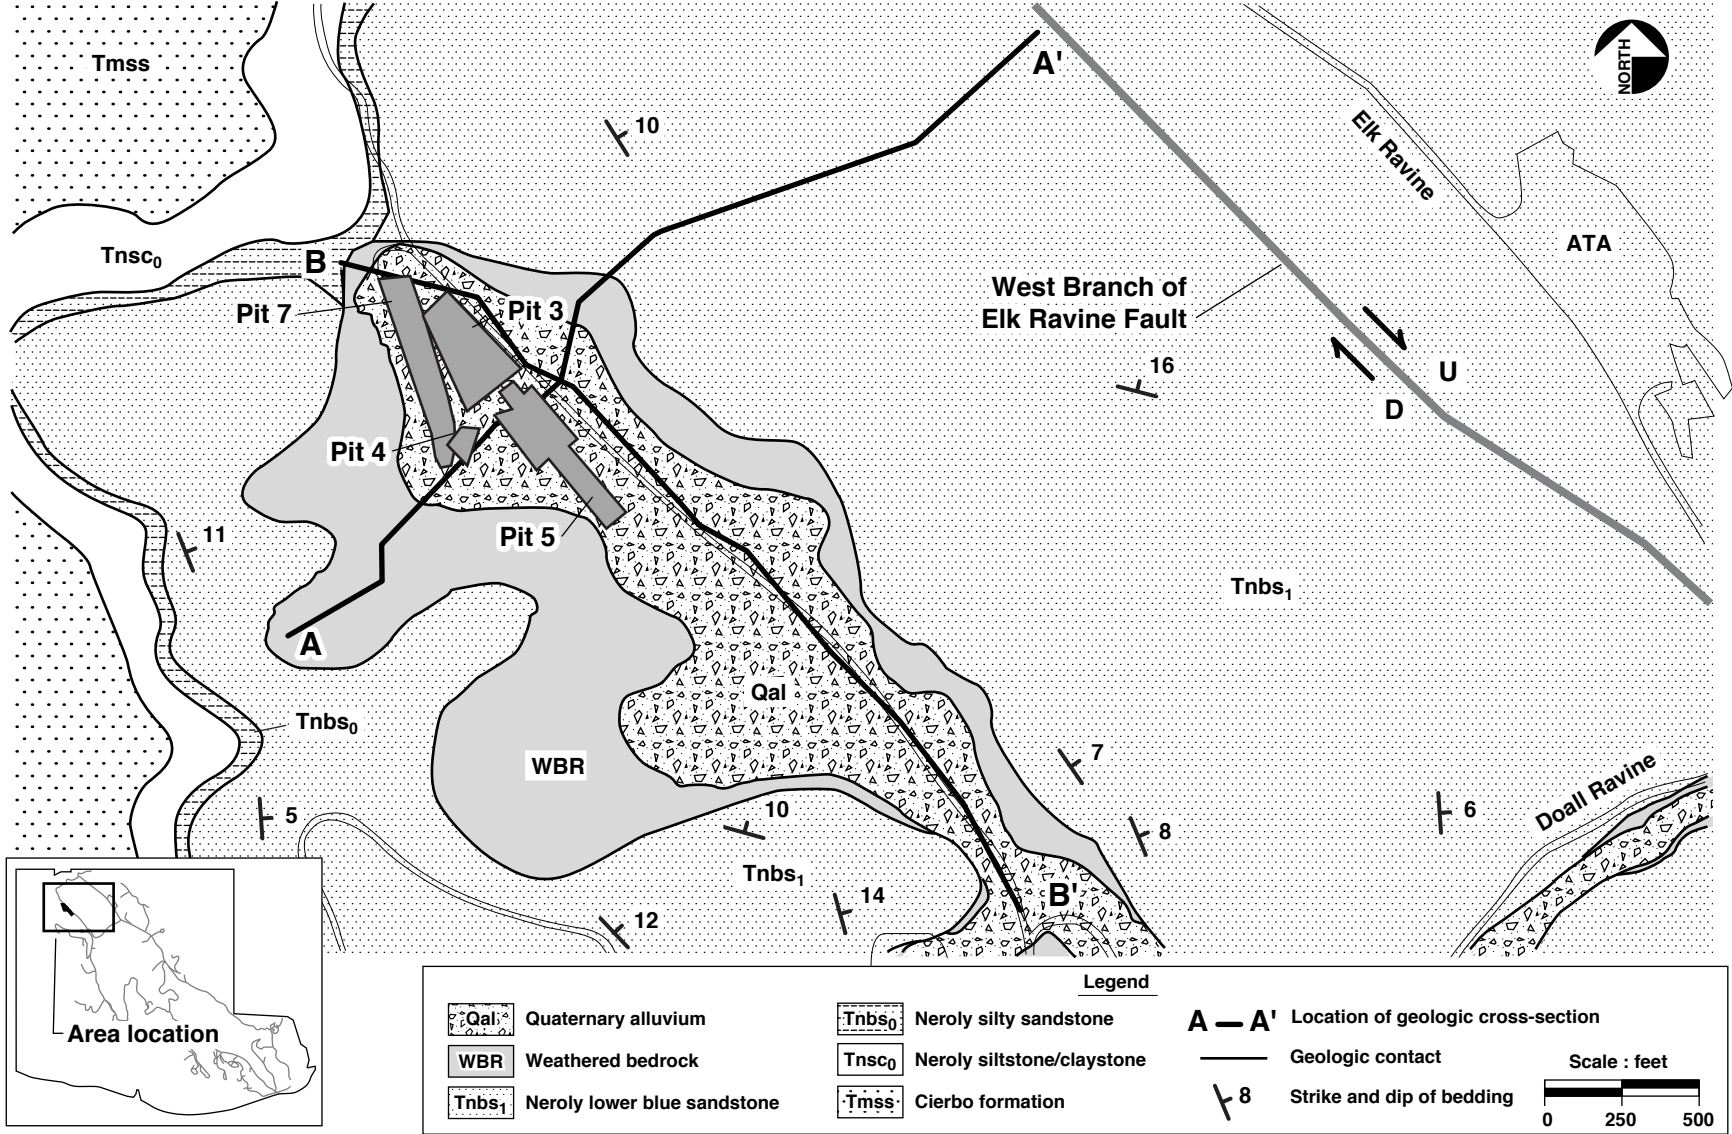 Tmss
A'
NORTH
10
Elk Ravine
ATA
Tnsc₀
B
Pit 7
Pit 3
West Branch of
Elk Ravine Fault
16
U
D
Pit 4
11
Pit 5
Tnbs₁
A
Qal
Tnbs₀
WBR
7
5
10
8
6
Doall Ravine
Tnbs₁
14
B'
12
Area location
Legend
Qal Quaternary alluvium
WBR Weathered bedrock
Tnbs₁ Neroly lower blue sandstone
Tnbs₀ Neroly silty sandstone
Tnsc₀ Neroly siltstone/claystone
Tmss Cierbo formation
A A' Location of geologic cross-section
Geologic contact
8 Strike and dip of bedding
Scale : feet
0 250 500